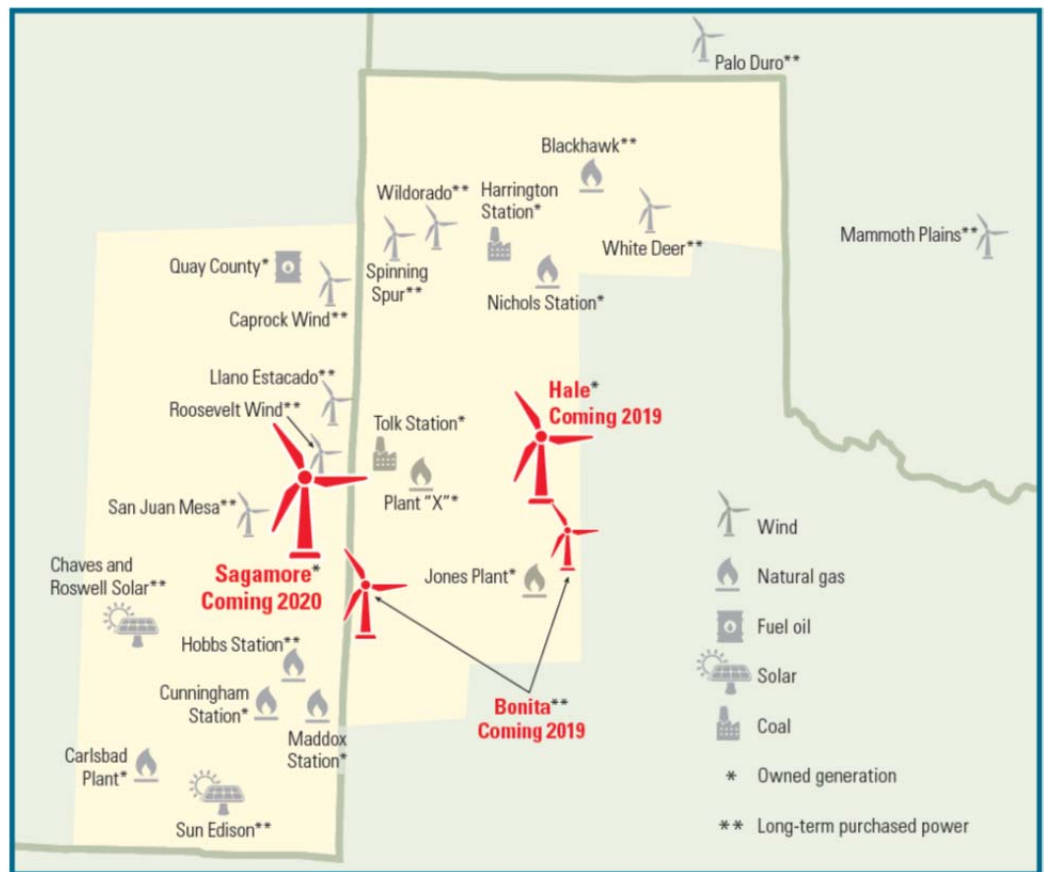 Palo Duro**
Blackhawk**
Wildorado**
Harrington
Station*
White Deer**
Mammoth Plains**
Quay County*
Spinning
Spur**
Nichols Station*
Caprock Wind**
Llano Estacado**
Roosevelt Wind**
Hale*
Coming 2019
Tolk Station*
Plant "X"*
San Juan Mesa**
Sagamore*
Coming 2020
Jones Plant*
Chaves and
Roswell Solar**
Hobbs Station**
Cunningham
Station*
Maddox
Station*
Bonita**
Coming 2019
Carlsbad
Plant*
Sun Edison**
Wind
Natural gas
Fuel oil
Solar
Coal
* Owned generation
** Long-term purchased power